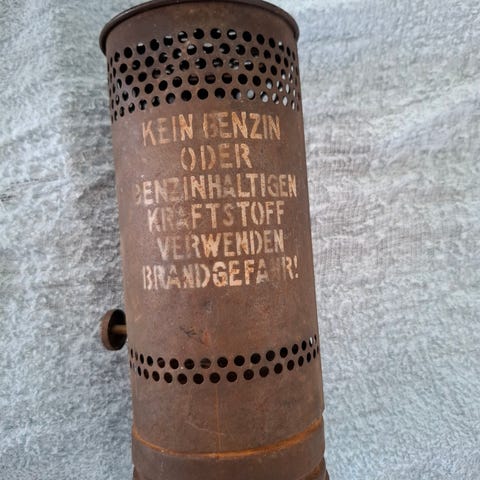 KEIN BENZIN
ODER
BENZINHALTIGEN
KRAFTSTOFF
VERWENDEN
BRANDGEFAHR!